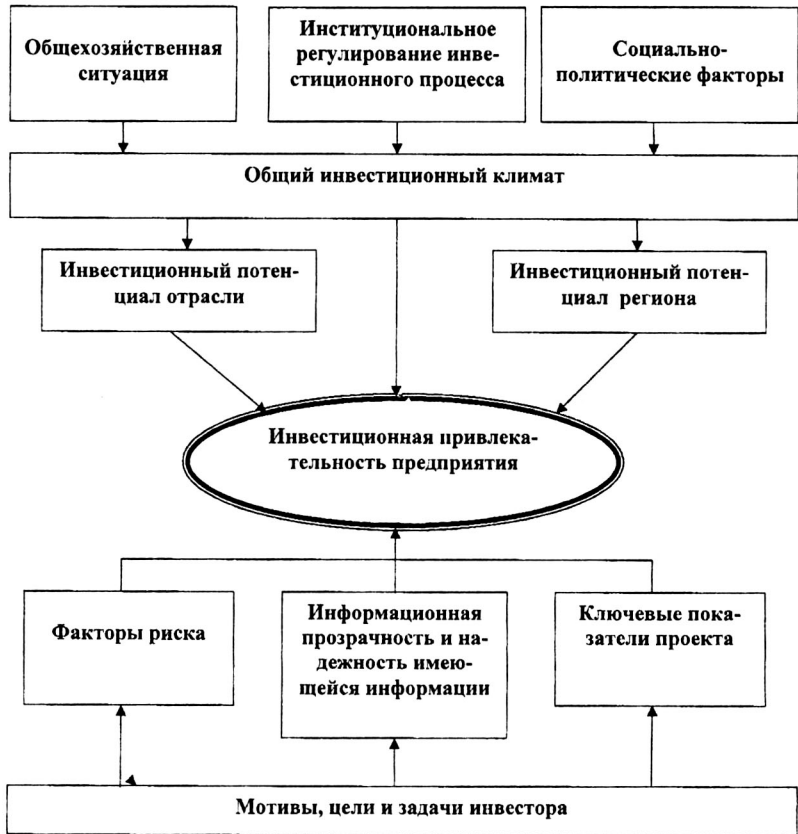 Общехозяйственная
ситуация
Институциональное
регулирование инве-
стиционного процесса
Социально-
политические факторы
Общий инвестиционный климат
Инвестиционный потен-
циал отрасли
Инвестиционный потен-
циал региона
Инвестиционная привлека-
тельность предприятия
Факторы риска
Информационная
прозрачность и на-
дежность имею-
щейся информации
Ключевые пока-
затели проекта
Мотивы, цели и задачи инвестора